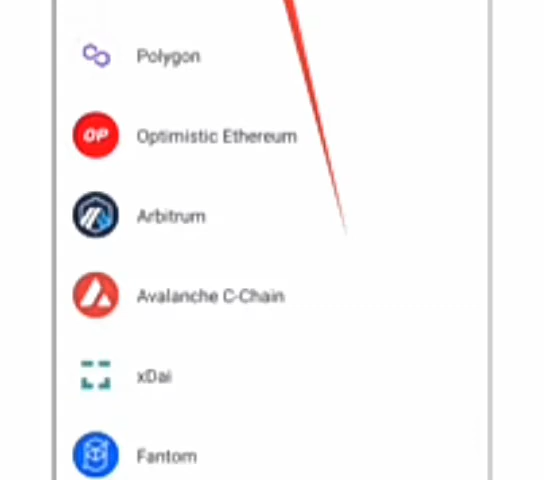 Polygon
OP
Optimistic Ethereum
Arbitrum
Avalanche C-Chain
xDai
Fantom